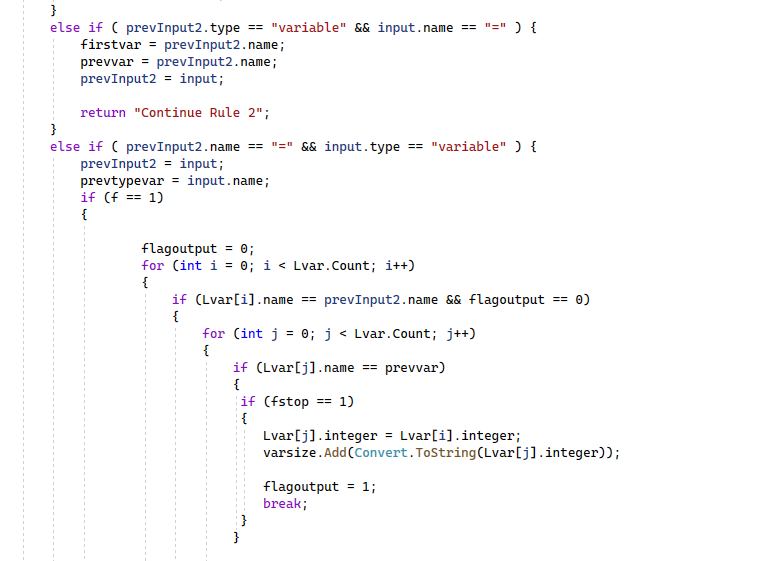 }
else if ( prevInput2.type == "variable" && input.name == "=" ) {
firstvar = prevInput2.name;
prevvar = prevInput2.name;
prevInput2 = input;
return "Continue Rule 2";
}
else if ( prevInput2.name == "=" && input.type == "variable" ) {
prevInput2 = input;
prevtypevar = input.name;
if (f == 1)
{
flagoutput = 0;
for (int i = 0; i < Lvar.Count; i++)
{
if (Lvar[i].name == prevInput2.name && flagoutput == 0)
{
for (int j = 0; j < Lvar.Count; j++)
{
if (Lvar[j].name == prevvar)
{
if (fstop == 1)
{
Lvar[j].integer = Lvar[i].integer;
varsize.Add(Convert.ToString(Lvar[j].integer));
flagoutput = 1;
break;
}
}